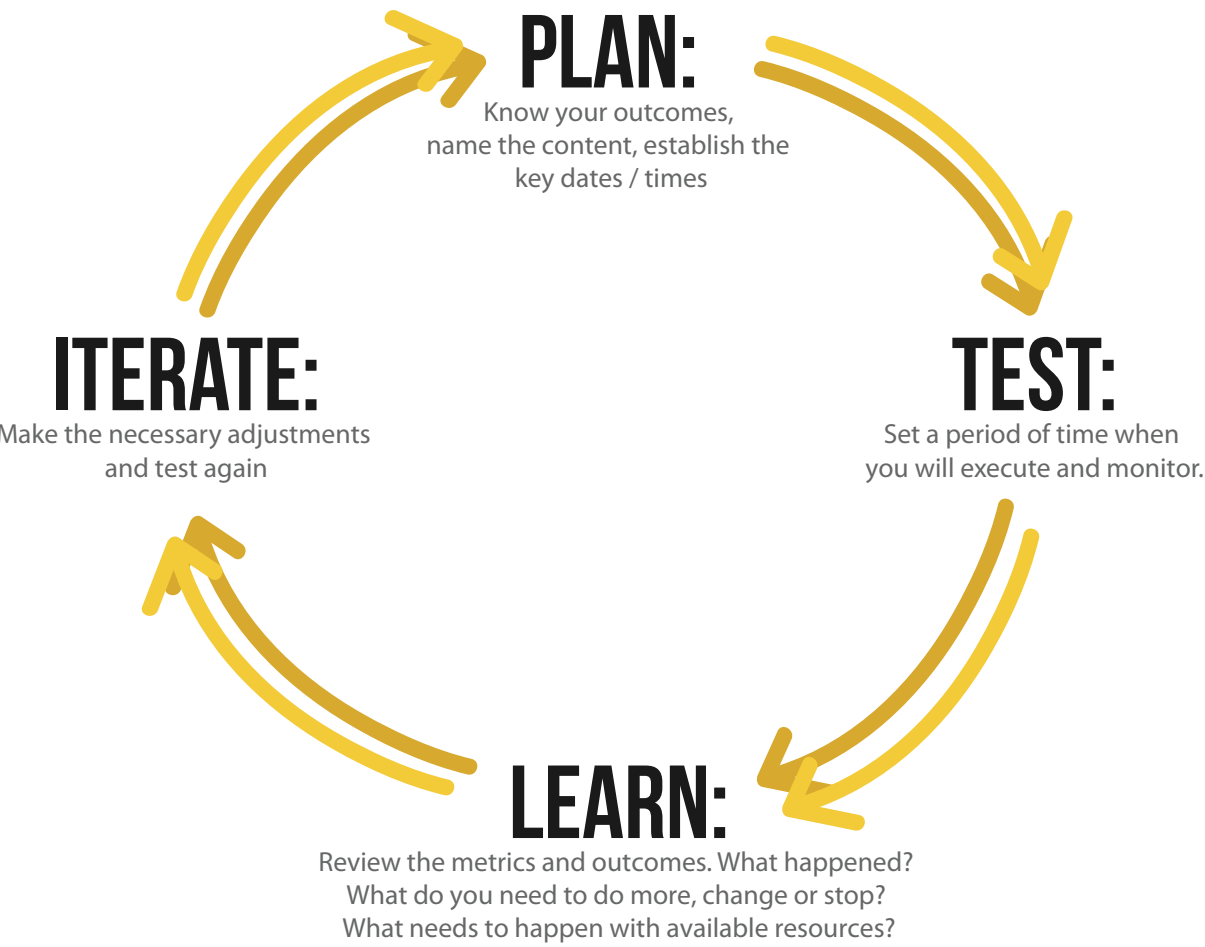 PLAN:
Know your outcomes,
name the content, establish the
key dates / times
TEST:
Set a period of time when
you will execute and monitor.
LEARN:
Review the metrics and outcomes. What happened?
What do you need to do more, change or stop?
What needs to happen with available resources?
ITERATE:
Make the necessary adjustments
and test again